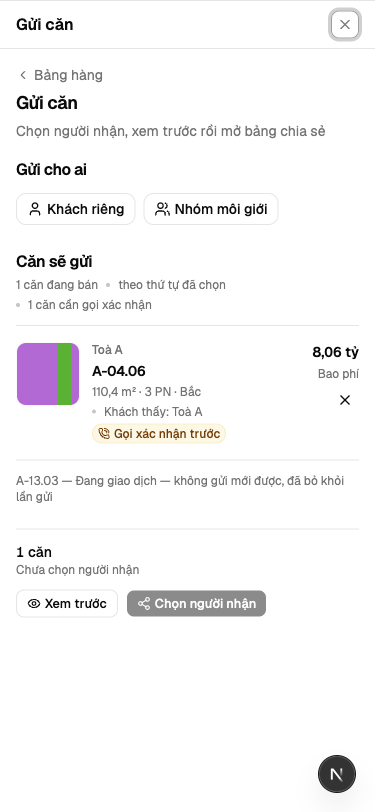 Gửi căn
Bảng hàng
Gửi căn
Chọn người nhận, xem trước rồi mở bảng chia sẻ
Gửi cho ai
Khách riêng
Nhóm môi giới
Căn sẽ gửi
1 căn đang bán • theo thứ tự đã chọn
• 1 căn cần gọi xác nhận
Toà A
A-04.06
110,4 m² · 3 PN · Bắc
• Khách thấy: Toà A
Gọi xác nhận trước
8,06 tỷ
Bao phí
A-13.03 — Đang giao dịch — không gửi mới được, đã bỏ khỏi
lần gửi
1 căn
Chưa chọn người nhận
Xem trước
Chọn người nhận
N